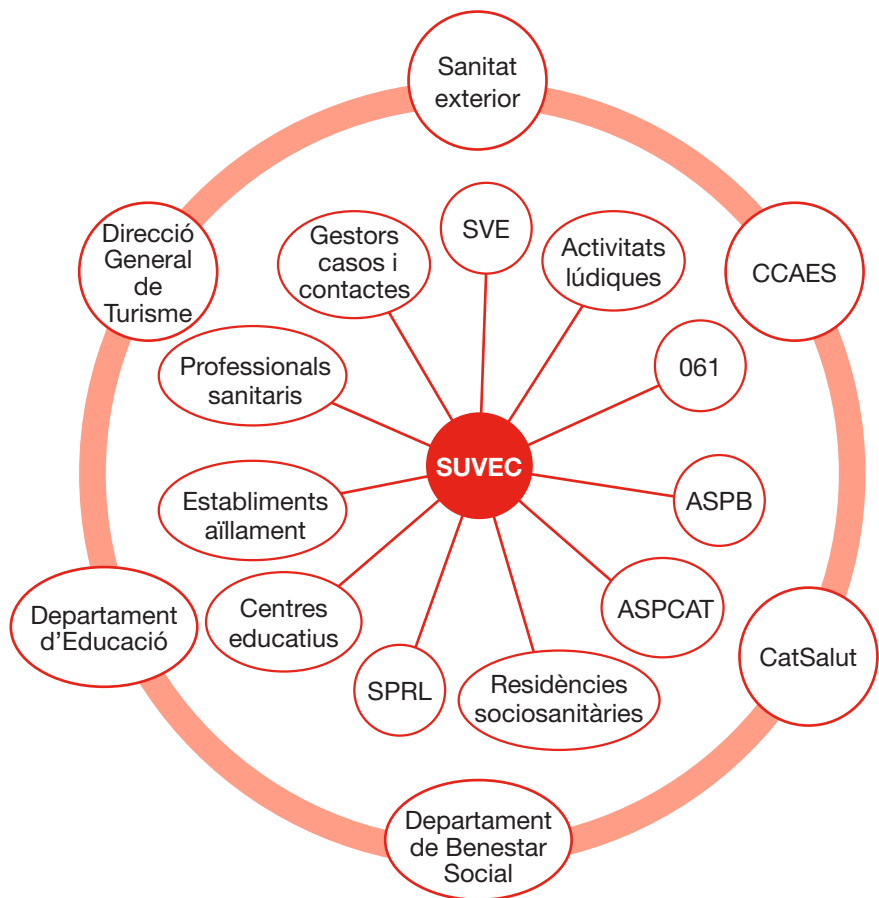 Sanitat
exterior
Direcció
General
de
Turisme
CCAES
Gestors
casos i
contactes
SVE
Activitats
lúdiques
Professionals
sanitaris
061
SUVEC
Establiments
aïllament
ASPB
Centres
educatius
ASPCAT
SPRL
Residències
sociosanitàries
Departament
d’Educació
CatSalut
Departament
de Benestar
Social